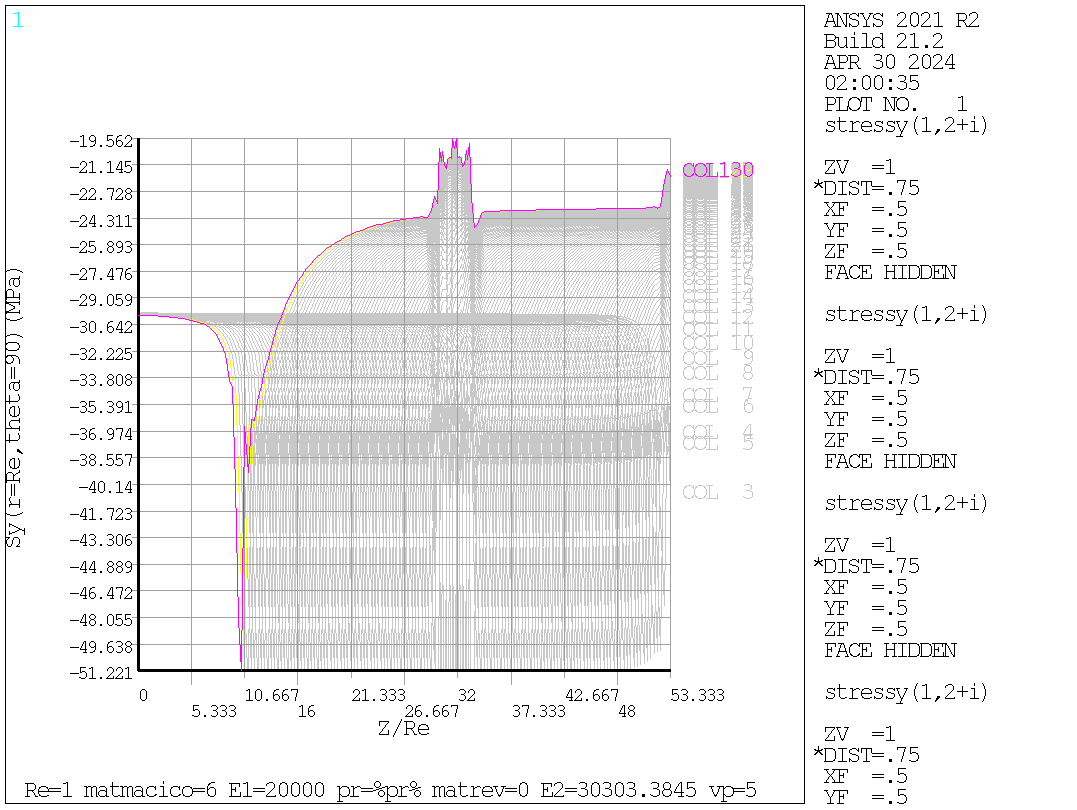 1
ANSYS 2021 R2
Build 21.2
APR 30 2024
02:00:35
PLOT NO. 1
stressy(1,2+i)
ZV =1
*DIST=.75
XF =.5
YF =.5
ZF =.5
FACE HIDDEN
stressy(1,2+i)
ZV =1
*DIST=.75
XF =.5
YF =.5
ZF =.5
FACE HIDDEN
stressy(1,2+i)
ZV =1
*DIST=.75
XF =.5
YF =.5
ZF =.5
FACE HIDDEN
stressy(1,2+i)
ZV =1
*DIST=.75
XF =.5
YF =.5
Sy(r=Re,theta=90)(MPa)
-19.562
-21.145
-22.728
-24.311
-25.893
-27.476
-29.059
-30.642
-32.225
-33.808
-35.391
-36.974
-38.557
-40.14
-41.723
-43.306
-44.889
-46.472
-48.055
-49.638
-51.221
COL130
COL 12
COL 10
COL 9
COL 8
COL 7
COL 6
COL 4
COL 5
COL 3
0
5.333
10.667
16
21.333
26.667
32
37.333
42.667
48
53.333
Z/Re
Re=1 matmacico=6 E1=20000 pr=%pr% matrev=0 E2=30303.3845 vp=5